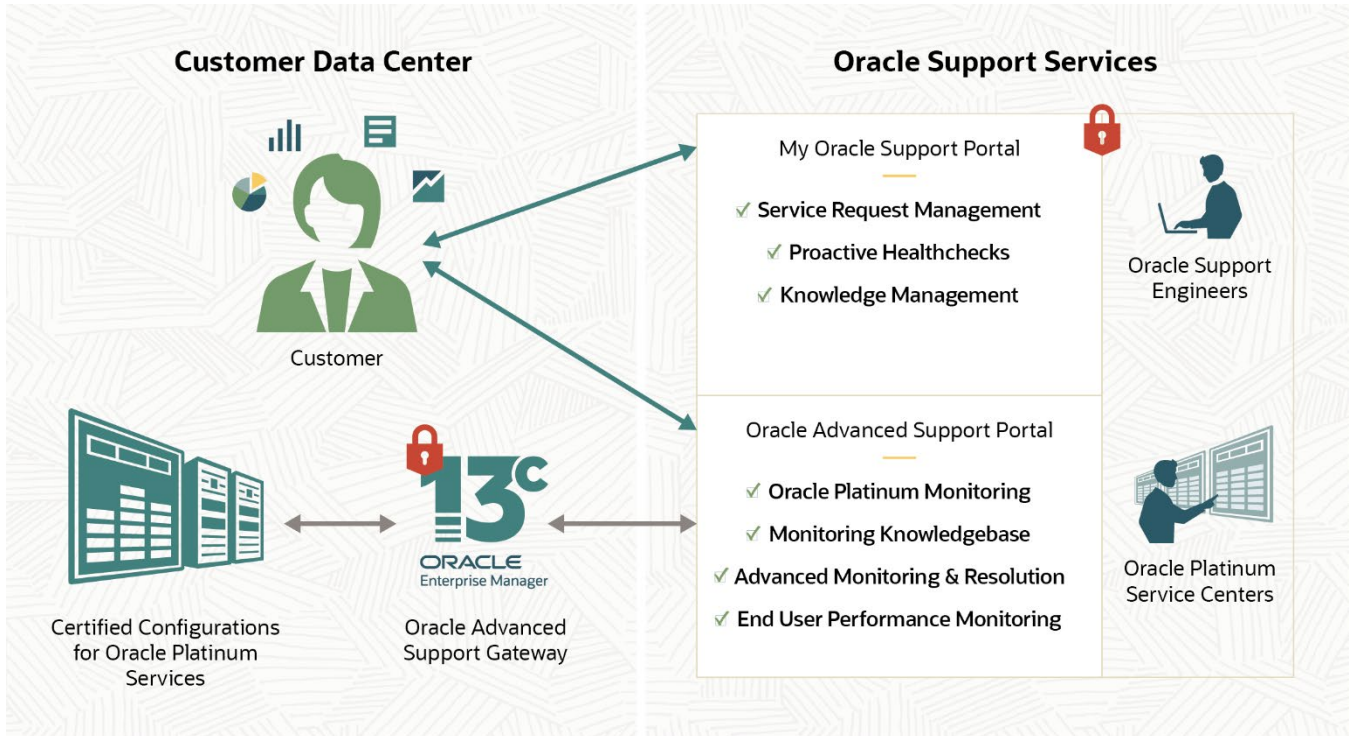 Customer Data Center
Customer
13c
ORACLE
Enterprise Manager
Certified Configurations
for Oracle Platinum
Services
Oracle Advanced
Support Gateway
Oracle Support Services
My Oracle Support Portal
Service Request Management
Proactive Healthchecks
Knowledge Management
Oracle Support
Engineers
Oracle Advanced Support Portal
Oracle Platinum Monitoring
Monitoring Knowledgebase
Advanced Monitoring & Resolution
End User Performance Monitoring
Oracle Platinum
Service Centers